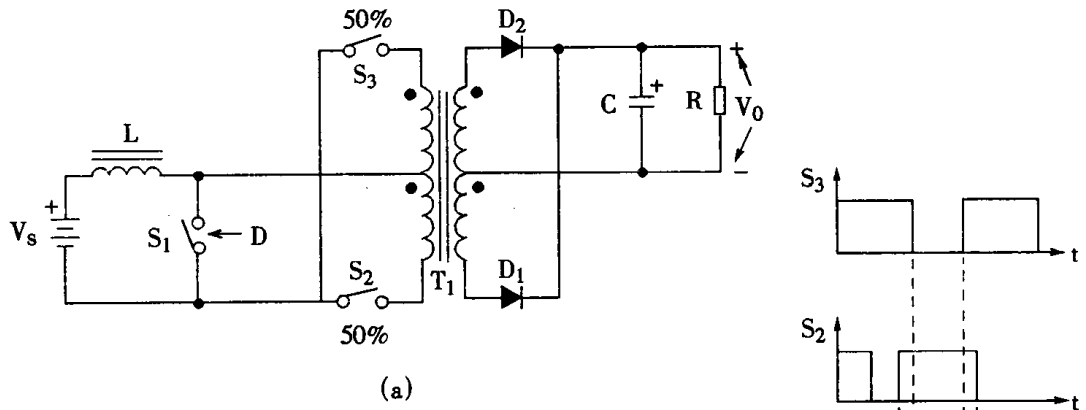 50%
S3
D2
L
+
Vs
S1
D
S2
50%
T1
D1
C
+
R
+
V0
−
(a)
S3
t
S2
t